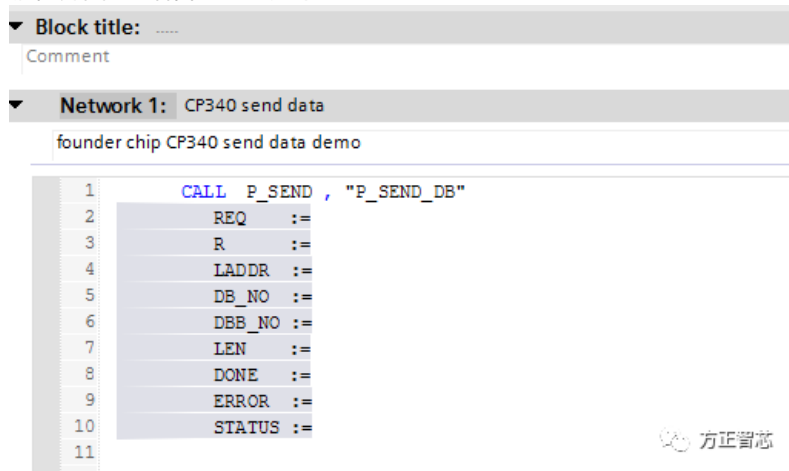 Block title: .....
Comment
Network 1: CP340 send data
founder chip CP340 send data demo
1 CALL P_SEND , "P_SEND_DB"
2 REQ :=
3 R :=
4 LADDR :=
5 DB_NO :=
6 DBB_NO :=
7 LEN :=
8 DONE :=
9 ERROR :=
10 STATUS :=
11
方正智芯